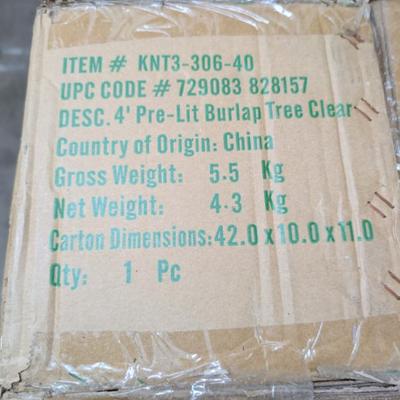 ITEM # KNT3-306-40
UPC CODE # 729083 828157
DESC. 4' Pre-Lit Burlap Tree Clear
Country of Origin: China
Gross Weight: 5.5 Kg
Net Weight: 4.3 Kg
Carton Dimensions: 42.0 x 10.0 x 11.0
Qty: 1 Pc